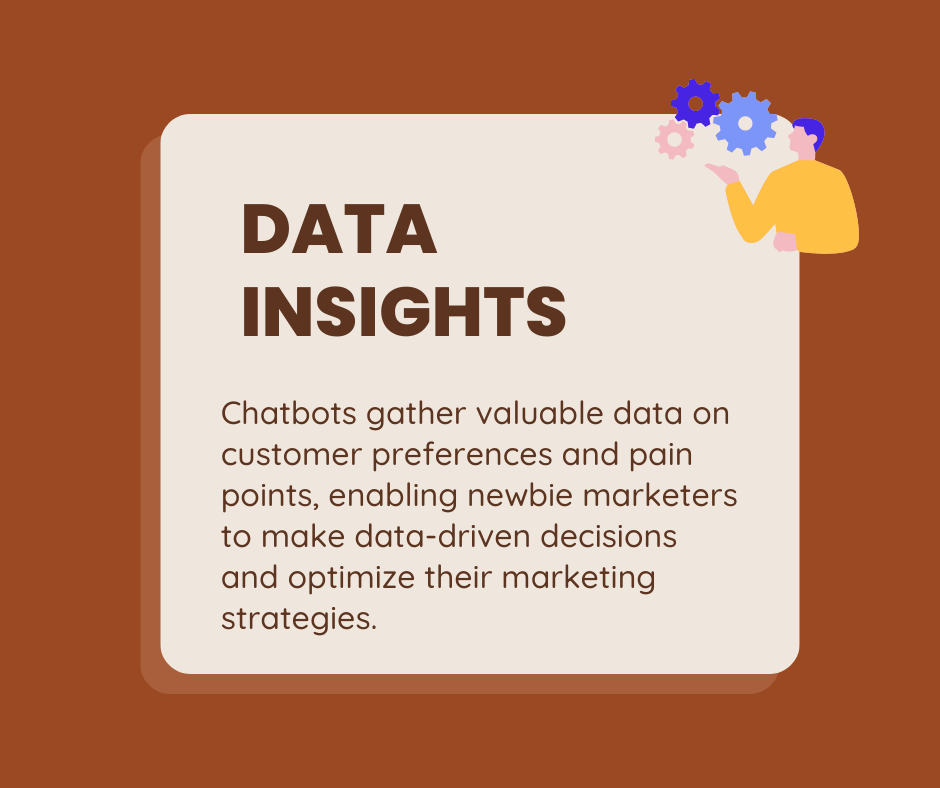 DATA
INSIGHTS
Chatbots gather valuable data on
customer preferences and pain
points, enabling newbie marketers
to make data-driven decisions
and optimize their marketing
strategies.